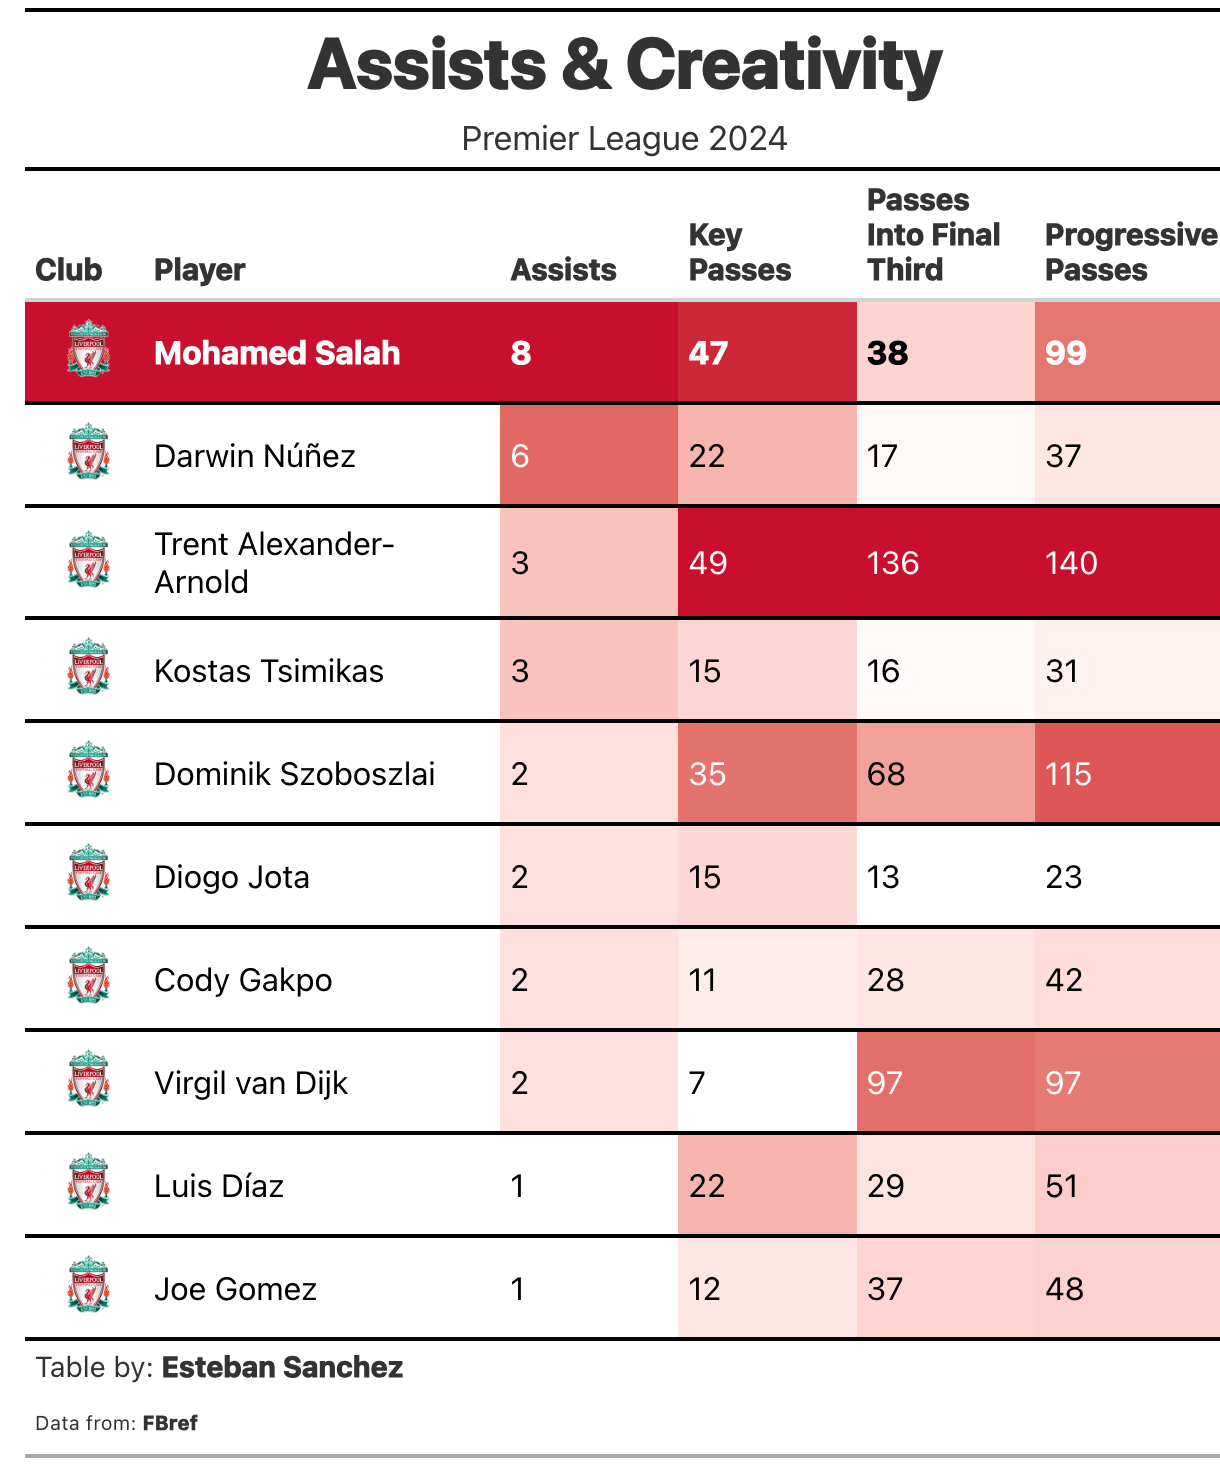 Assists & Creativity
Premier League 2024
Club Player Assists Key Passes Passes Into Final Third Progressive Passes
Mohamed Salah 8 47 38 99
Darwin Núñez 6 22 17 37
Trent Alexander-Arnold 3 49 136 140
Kostas Tsimikas 3 15 16 31
Dominik Szoboszlai 2 35 68 115
Diogo Jota 2 15 13 23
Cody Gakpo 2 11 28 42
Virgil van Dijk 2 7 97 97
Luis Díaz 1 22 29 51
Joe Gomez 1 12 37 48
Table by: Esteban Sanchez
Data from: FBref